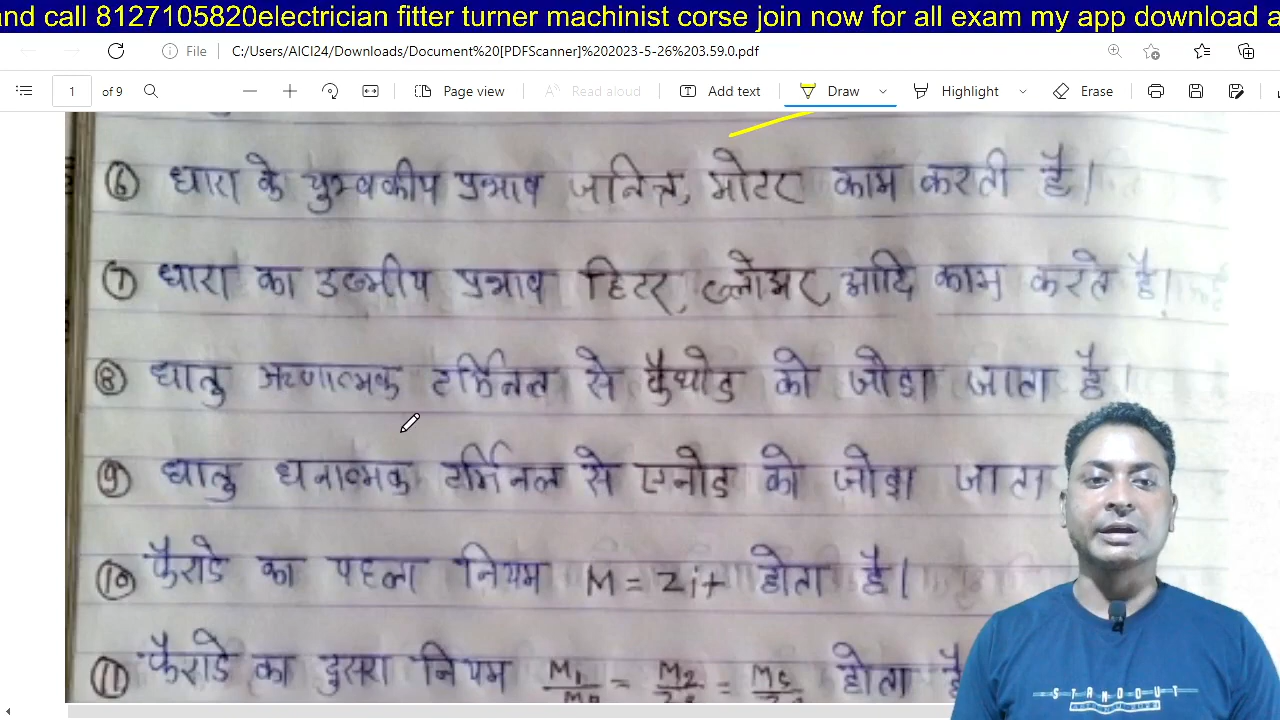 and call 8127105820electrician fitter turner machinist corse join now for all exam my app download a
File C:/Users/AICI24/Downloads/Document%20[PDFScanner]%202023-5-26%203.59.0.pdf
1 of 9 Page view Read aloud Add text Draw Highlight Erase
⑥ धारा के चुम्बकीय प्रभाव जनित्र, मोटर काम करती है।
⑦ धारा का उष्मीय प्रभाव हिटर, ब्लोअर, आदि काम करते है।
⑧ धातु ऋणात्मक टर्मिनल से कैथोड को जोडा जाता है।
⑨ धातु धनात्मक टर्मिनल से एनोड को जोडा जाता
⑩ फैराडे का पहला नियम M = Zit होता है।
⑪ फैराडे का दुसरा नियम होता है
STANDOUT